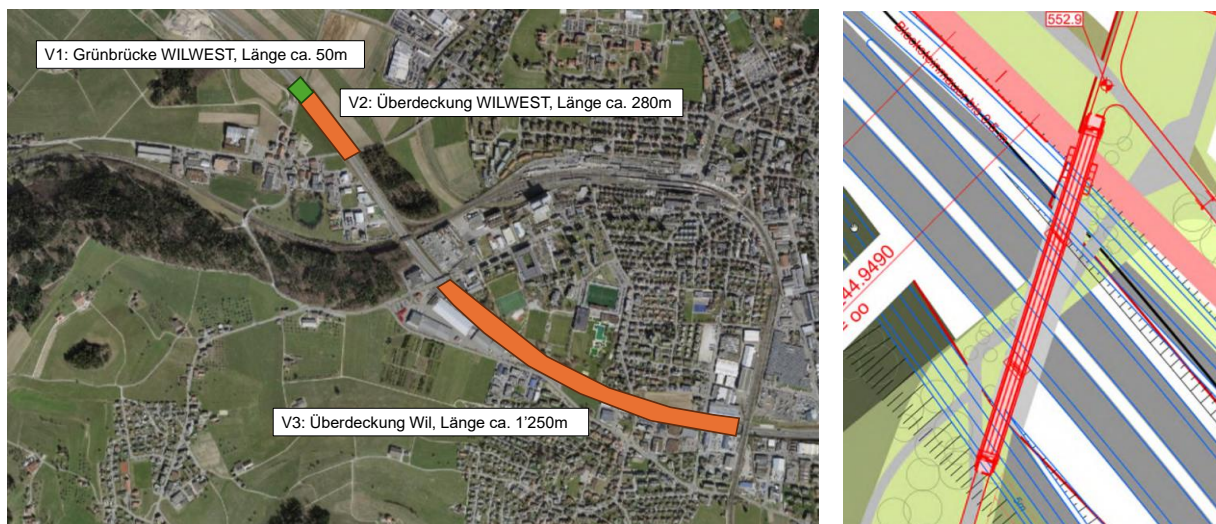 V1: Grünbrücke WILWEST, Länge ca. 50m
V2: Überdeckung WILWEST, Länge ca. 280m
V3: Überdeckung Wil, Länge ca. 1'250m
552.9
44.9490
5m